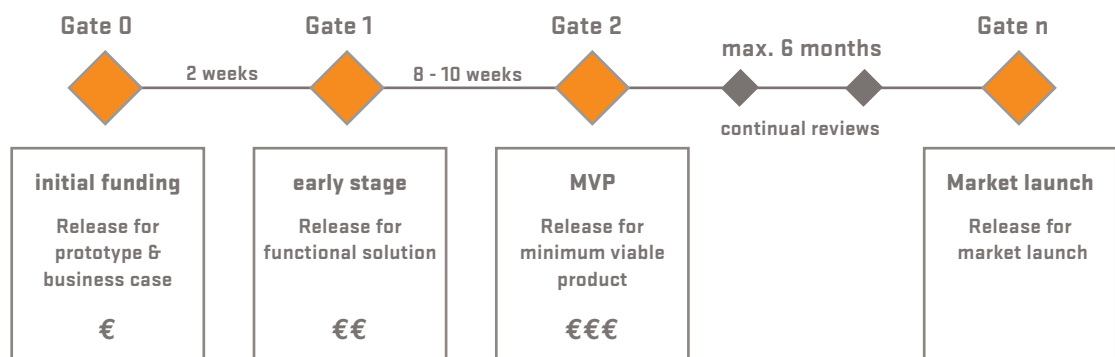 Gate 0
Gate 1
Gate 2
max. 6 months
Gate n
2 weeks
8 - 10 weeks
continual reviews
initial funding
Release for
prototype &
business case
€
early stage
Release for
functional solution
€€
MVP
Release for
minimum viable
product
€€€
Market launch
Release for
market launch